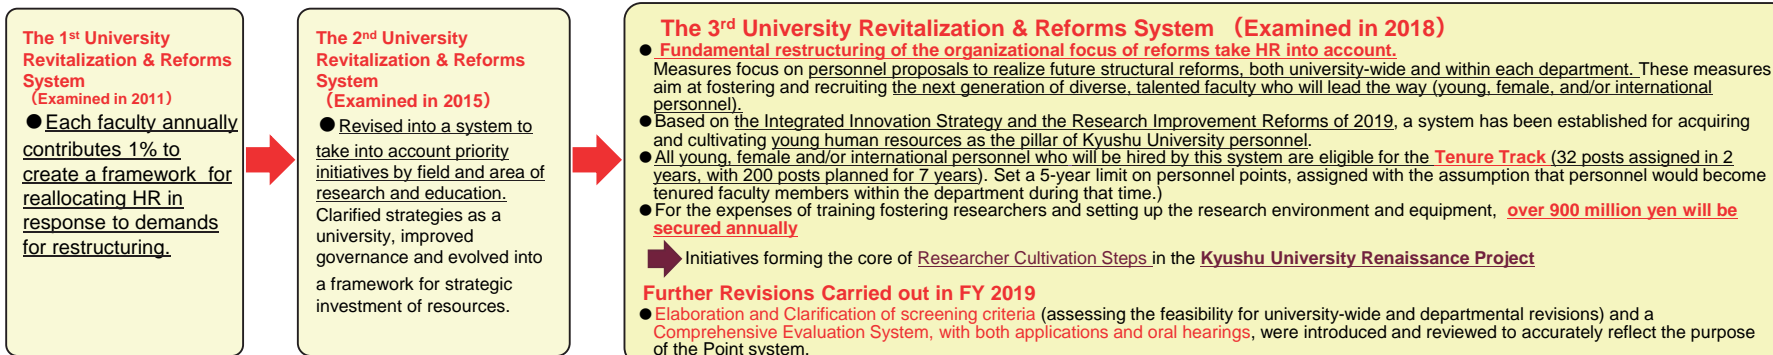 The 1st University
Revitalization & Reforms
System
（Examined in 2011）
●Each faculty annually
contributes 1% to
create a framework for
reallocating HR in
response to demands
for restructuring.
The 2nd University
Revitalization & Reforms
System
（Examined in 2015）
●Revised into a system to
take into account priority
initiatives by field and area of
research and education.
Clarified strategies as a
university, improved
governance and evolved into
a framework for strategic
investment of resources.
The 3rd University Revitalization & Reforms System （Examined in 2018）
●Fundamental restructuring of the organizational focus of reforms take HR into account.
Measures focus on personnel proposals to realize future structural reforms, both university-wide and within each department. These measures
aim at fostering and recruiting the next generation of diverse, talented faculty who will lead the way (young, female, and/or international
personnel).
●Based on the Integrated Innovation Strategy and the Research Improvement Reforms of 2019, a system has been established for acquiring
and cultivating young human resources as the pillar of Kyushu University personnel.
●All young, female and/or international personnel who will be hired by this system are eligible for the Tenure Track (32 posts assigned in 2
years, with 200 posts planned for 7 years). Set a 5-year limit on personnel points, assigned with the assumption that personnel would become
tenured faculty members within the department during that time.)
●For the expenses of training fostering researchers and setting up the research environment and equipment, over 900 million yen will be
secured annually
Initiatives forming the core of Researcher Cultivation Steps in the Kyushu University Renaissance Project
Further Revisions Carried out in FY 2019
●Elaboration and Clarification of screening criteria (assessing the feasibility for university-wide and departmental revisions) and a
Comprehensive Evaluation System, with both applications and oral hearings, were introduced and reviewed to accurately reflect the purpose
of the Point system.